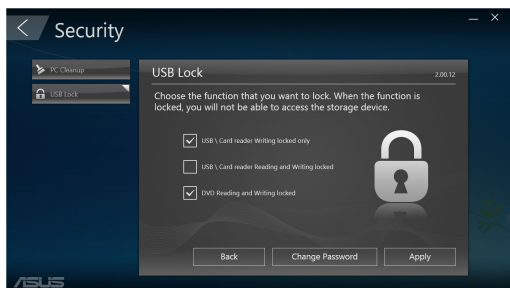 Security
PC Cleanup
USB Lock
USB Lock
2.00.12
Choose the function that you want to lock. When the function is
locked, you will not be able to access the storage device.
USB \ Card reader Writing locked only
USB \ Card reader Reading and Writing locked
DVD Reading and Writing locked
Back
Change Password
Apply
ASUS